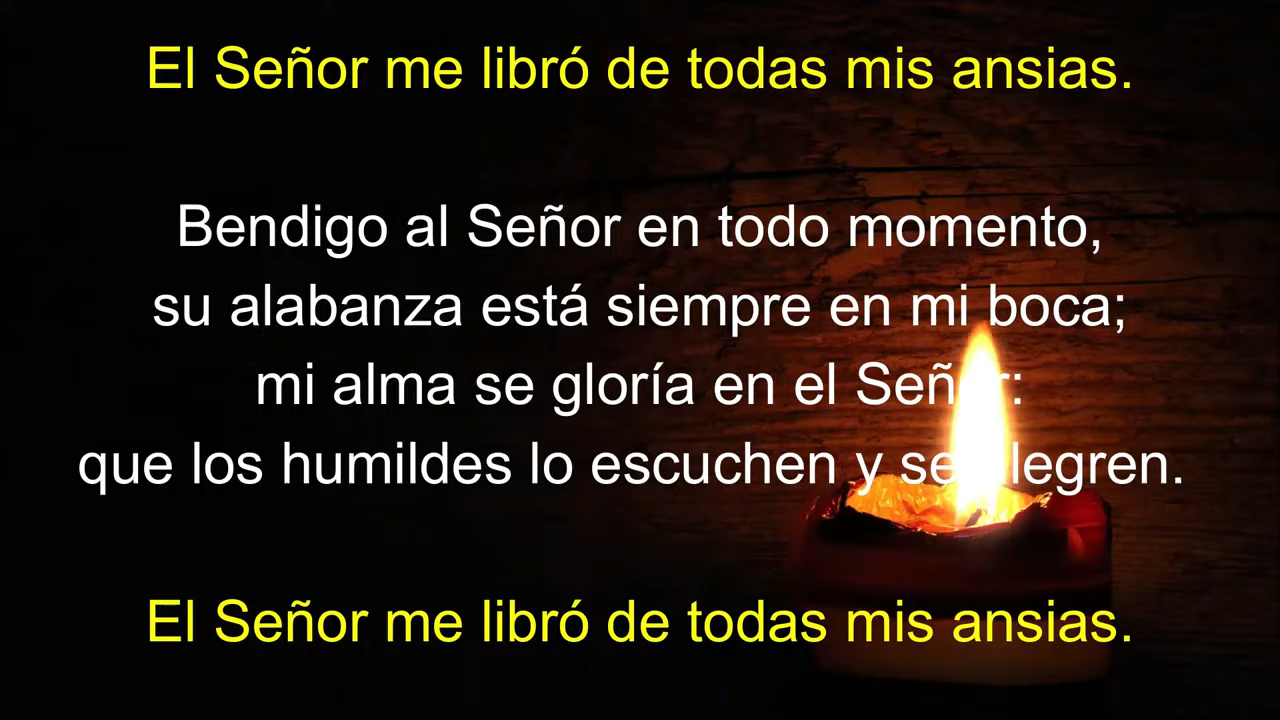 El Señor me libró de todas mis ansias.
Bendigo al Señor en todo momento,
su alabanza está siempre en mi boca;
mi alma se gloría en el Señor:
que los humildes lo escuchen y se alegren.
El Señor me libró de todas mis ansias.